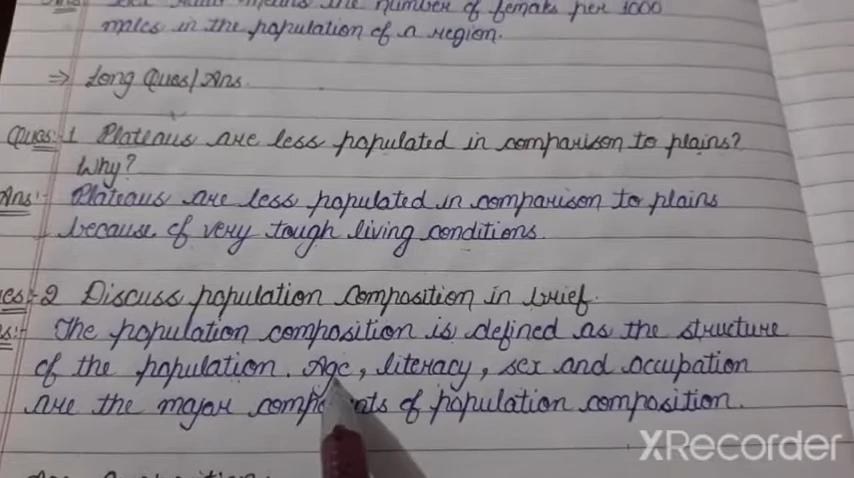 means the number of females per 1000
males in the population of a region.
⇒ Long Ques/Ans.
Ques:-1 Plateaus are less populated in comparison to plains?
Why?
Ans:- Plateaus are less populated in comparison to plains
because of very tough living conditions.
es:-2 Discuss population composition in brief.
s:- The population composition is defined as the structure
of the population. Age, literacy, sex and occupation
are the major components of population composition.
XRecorder